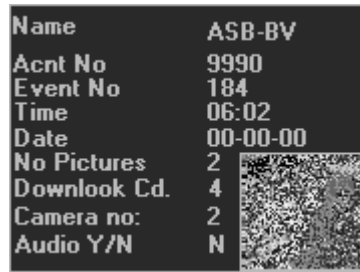 Name ASB-BV
Acnt No 9990
Event No 184
Time 06:02
Date 00-00-00
No Pictures 2
Downlook Cd. 4
Camera no: 2
Audio Y/N N